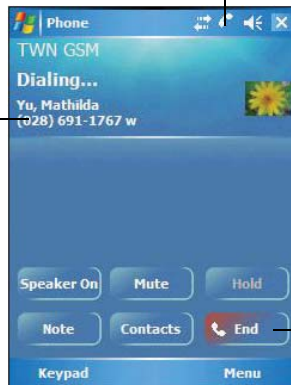 Phone
TWN GSM
Dialing...
Yu, Mathilda
(028) 691-1767 w
Speaker On Mute Hold
Note Contacts End
Keypad Menu